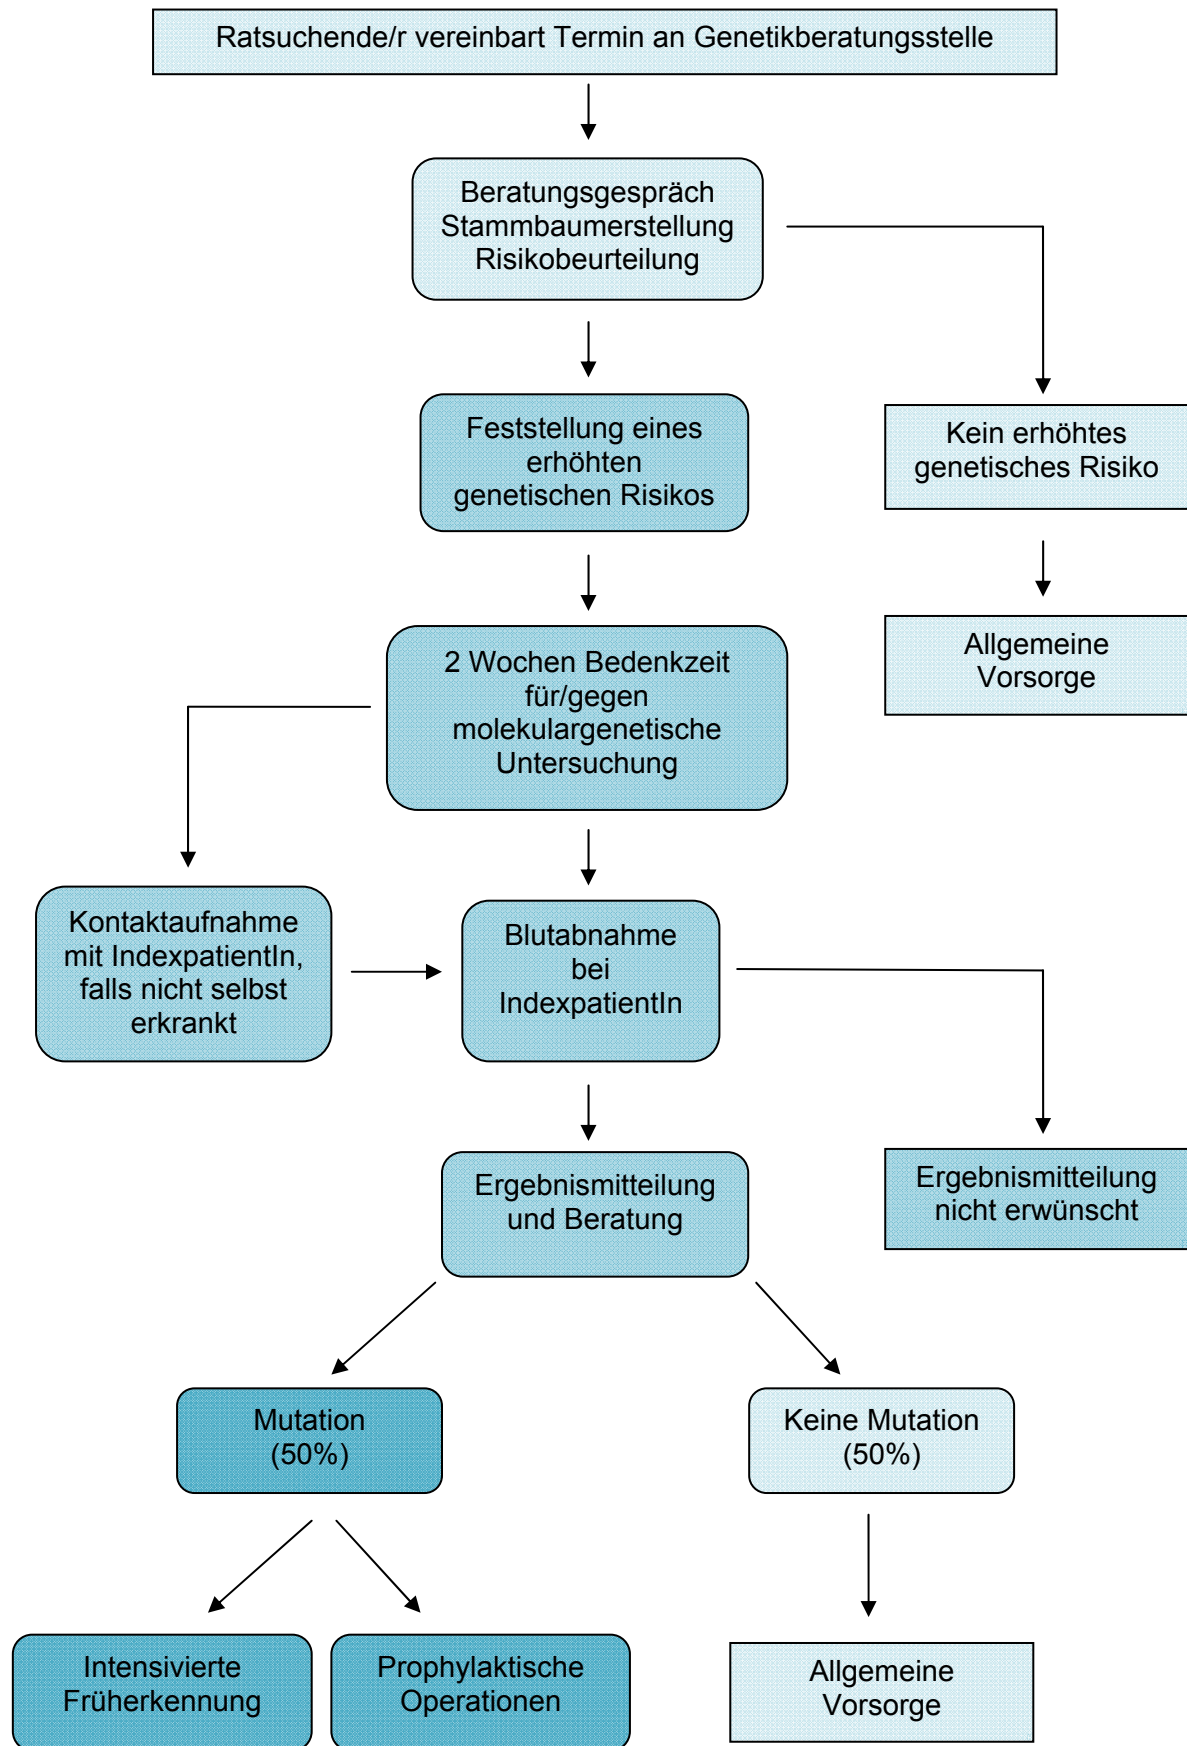 Ratsuchende/r vereinbart Termin an Genetikberatungsstelle
Beratungsgespräch
Stammbaumerstellung
Risikobeurteilung
Feststellung eines
erhöhten
genetischen Risikos
Kein erhöhtes
genetisches Risiko
2 Wochen Bedenkzeit
für/gegen
molekulargenetische
Untersuchung
Allgemeine
Vorsorge
Kontaktaufnahme
mit IndexpatientIn,
falls nicht selbst
erkrankt
Blutabnahme
bei
IndexpatientIn
Ergebnismitteilung
und Beratung
Ergebnismitteilung
nicht erwünscht
Mutation
(50%)
Keine Mutation
(50%)
Intensivierte
Früherkennung
Prophylaktische
Operationen
Allgemeine
Vorsorge